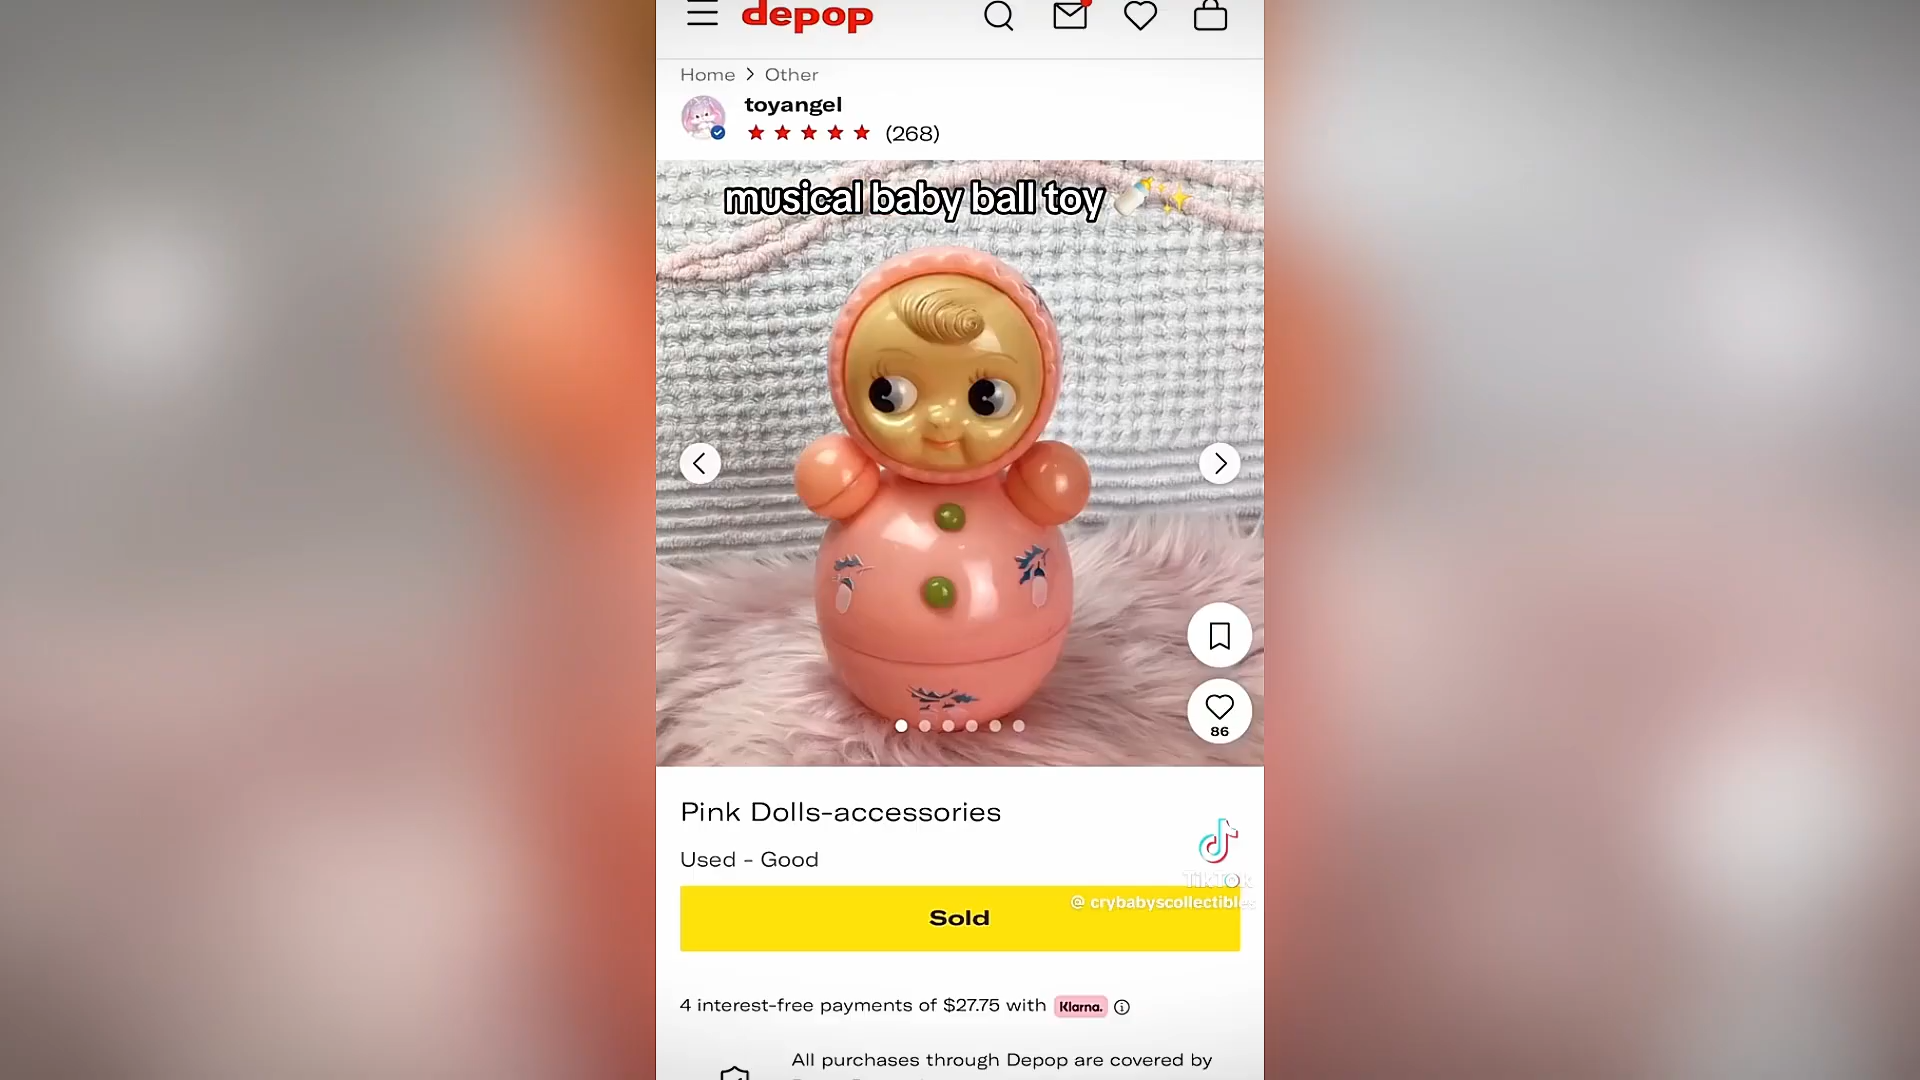 depop
Home > Other
toyangel
(268)
musical baby ball toy
86
Pink Dolls-accessories
Used - Good
TikTok
@ crybabyscollectibles
Sold
4 interest-free payments of $27.75 with Klarna.
All purchases through Depop are covered by